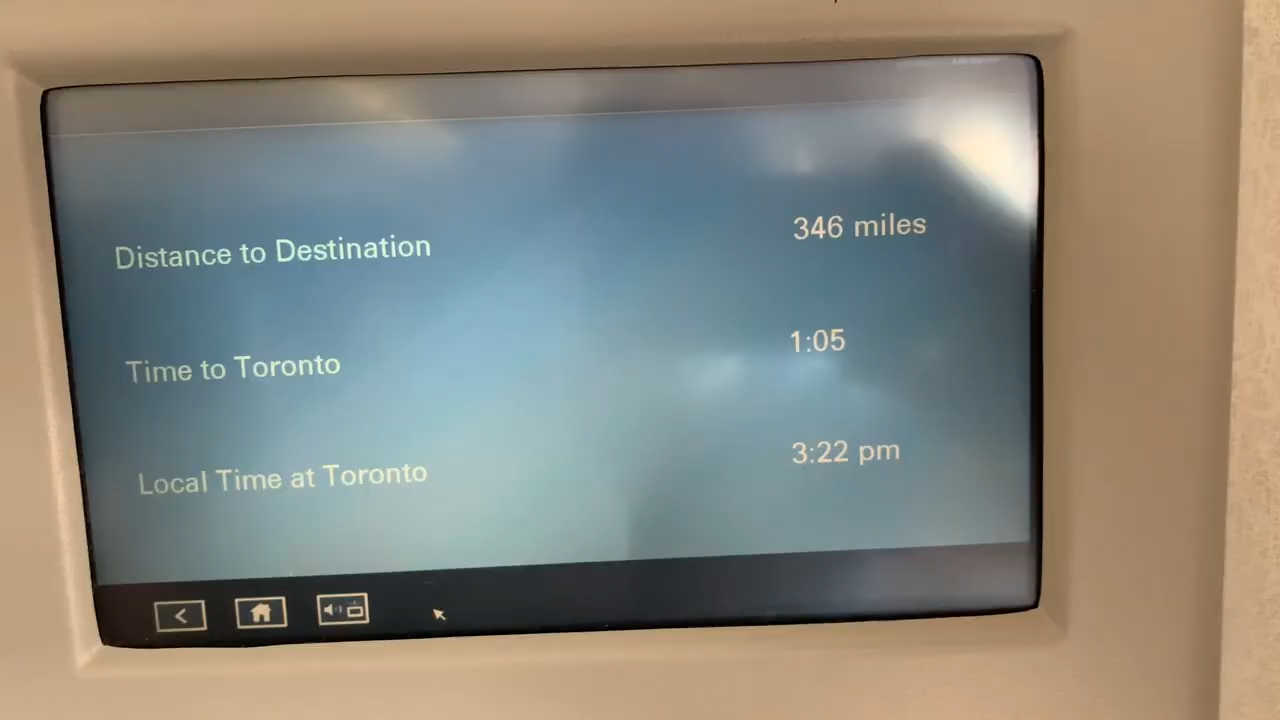 Distance to Destination 346 miles
Time to Toronto 1:05
Local Time at Toronto 3:22 pm